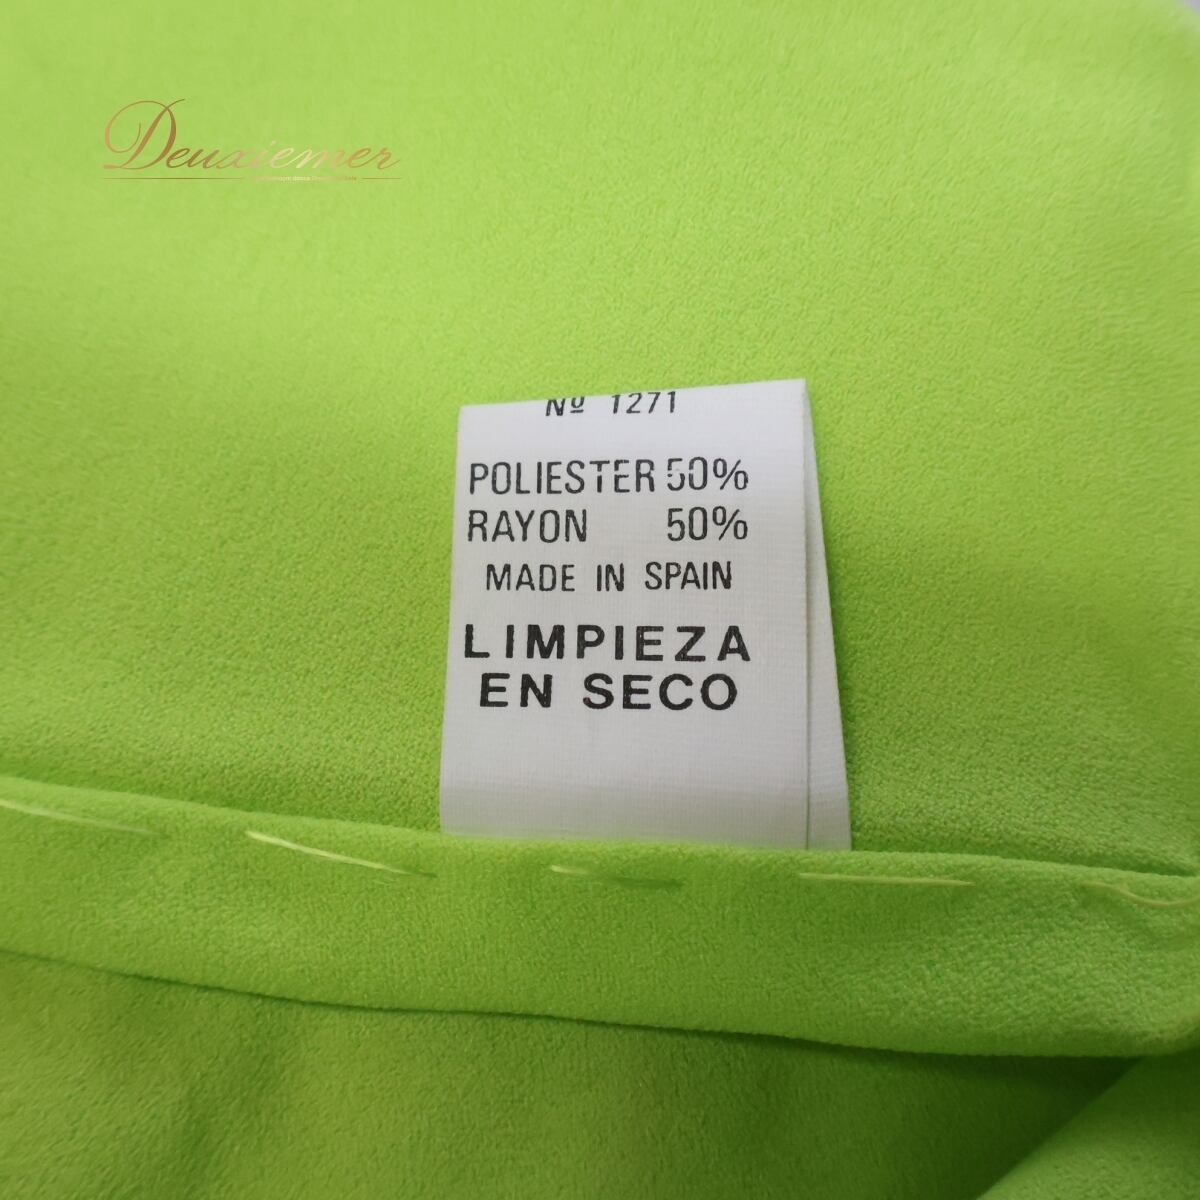 Deuxiemer
Nº 1271
POLIESTER 50%
RAYON 50%
MADE IN SPAIN
LIMPIEZA
EN SECO